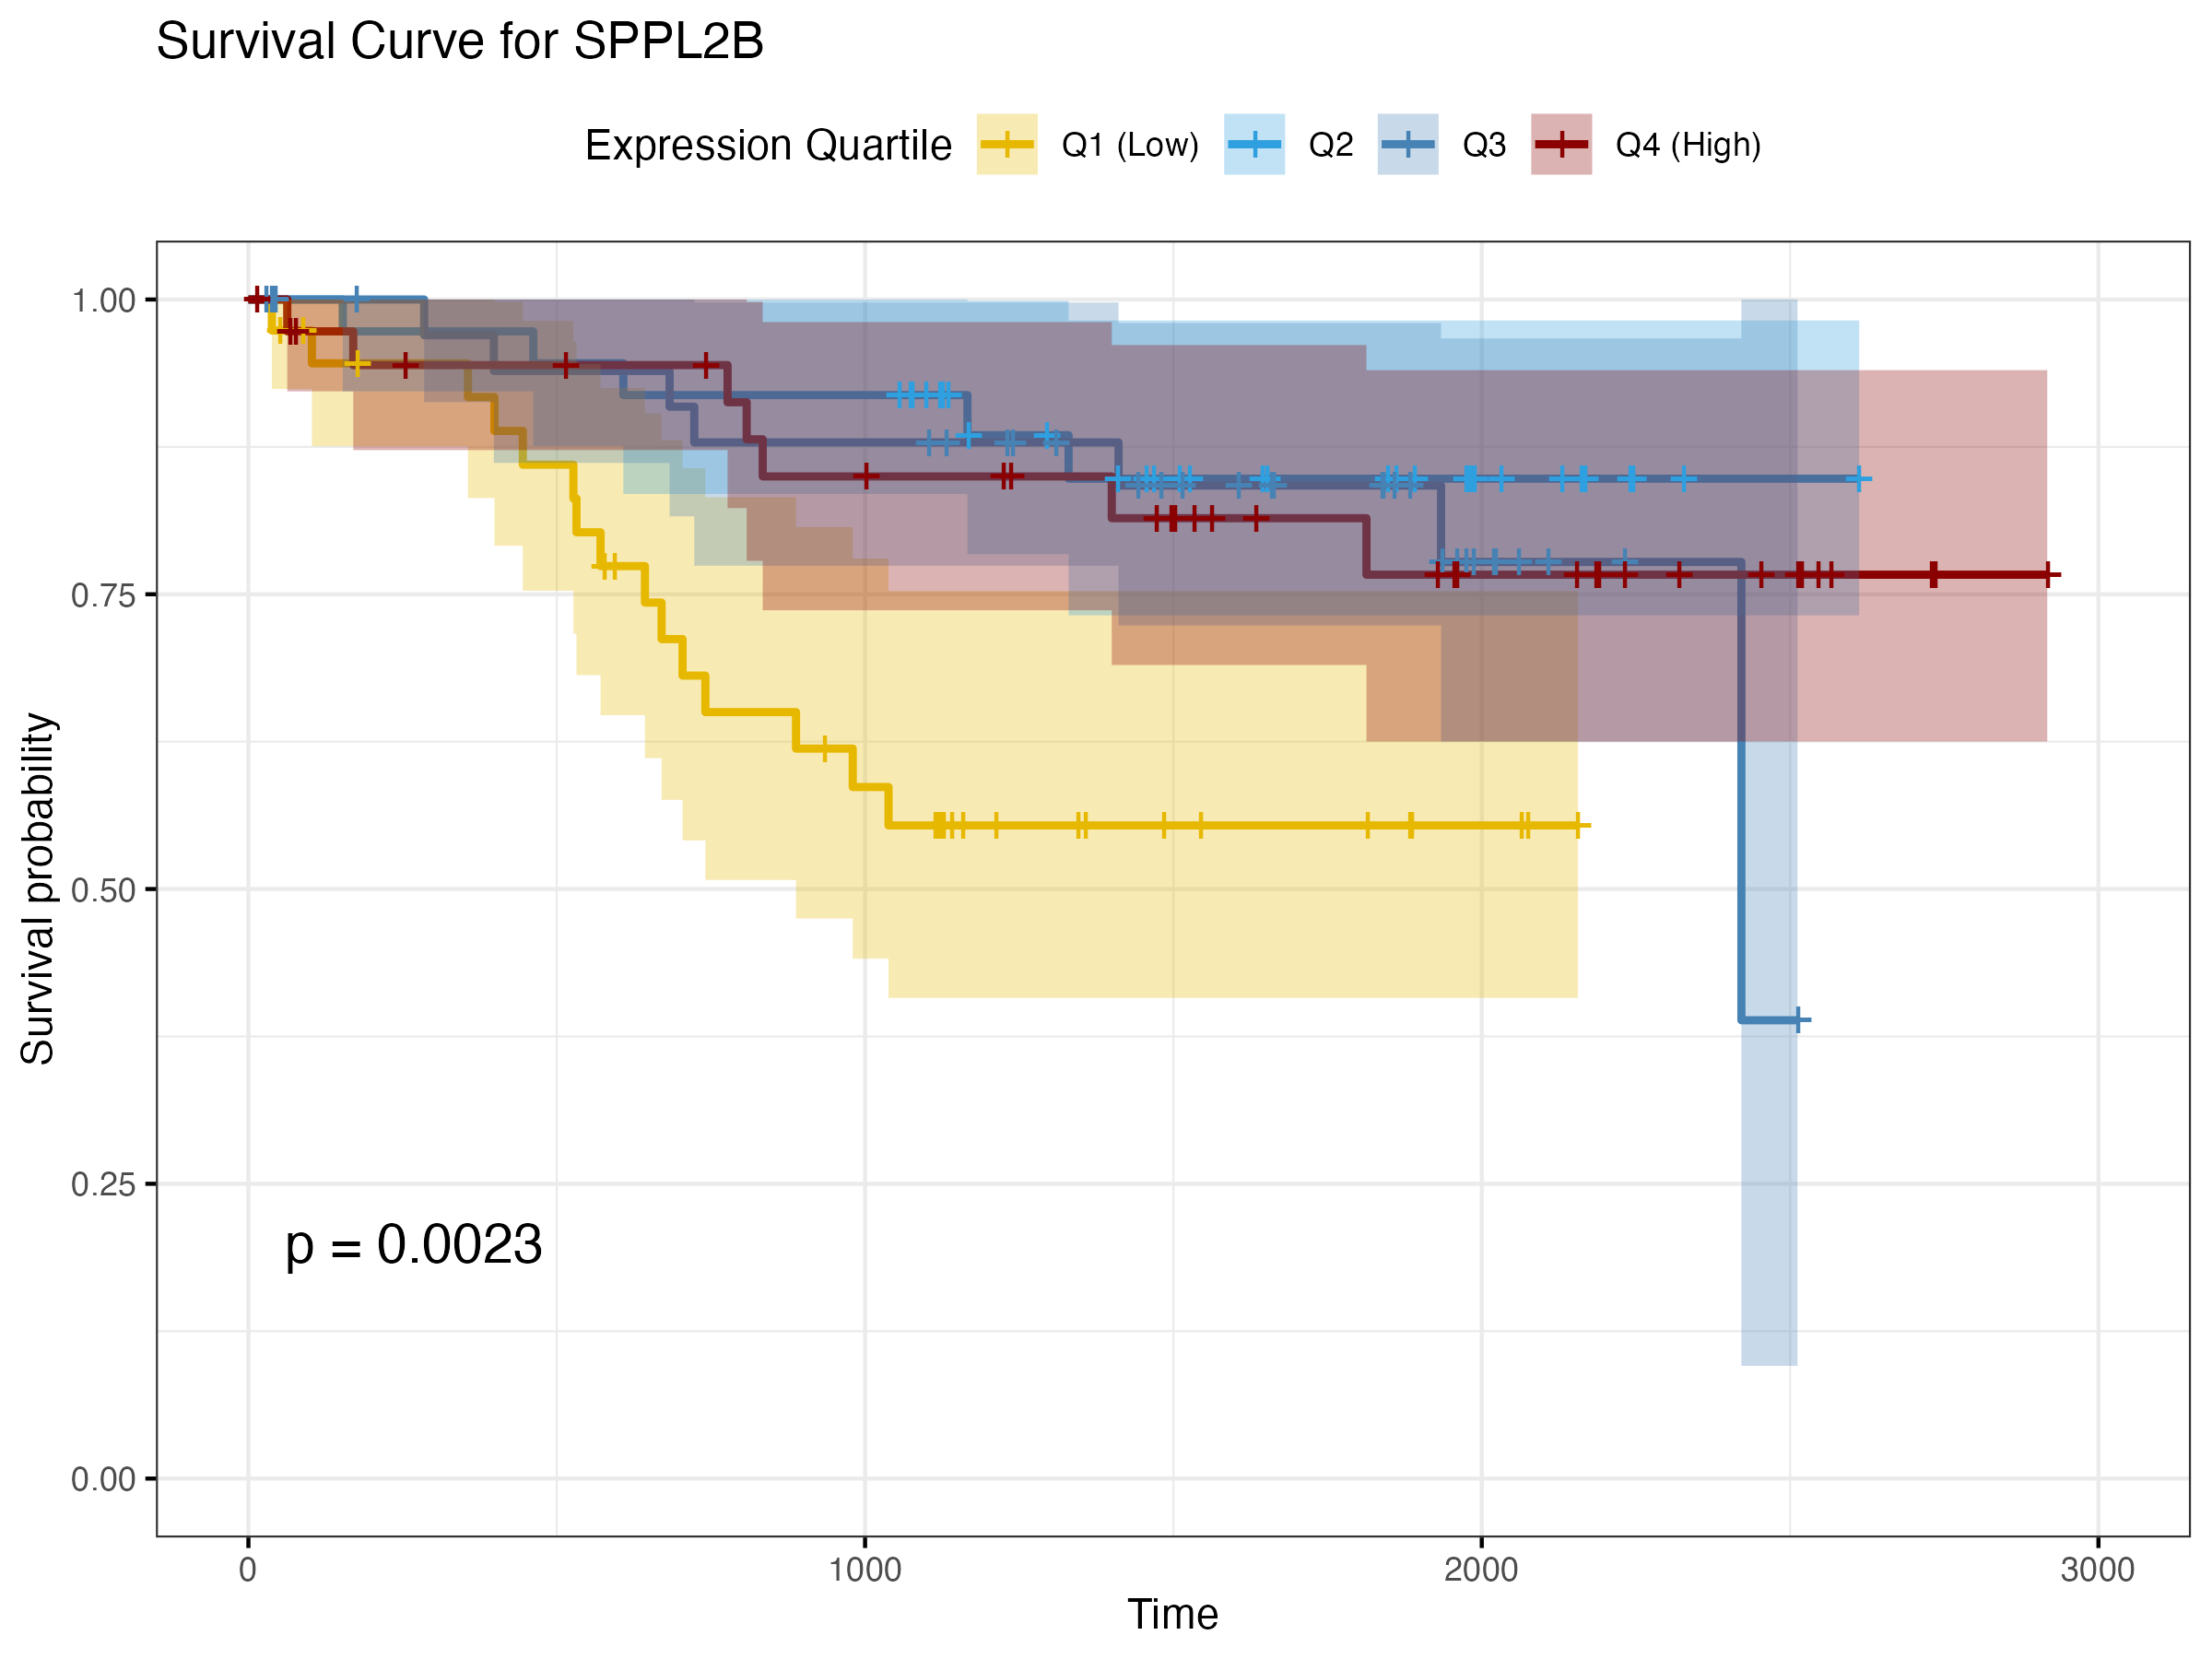 Survival Curve for SPPL2B
Expression Quartile Q1 (Low) Q2 Q3 Q4 (High)
Survival probability
1.00
0.75
0.50
0.25
0.00
p = 0.0023
0 1000 2000 3000
Time